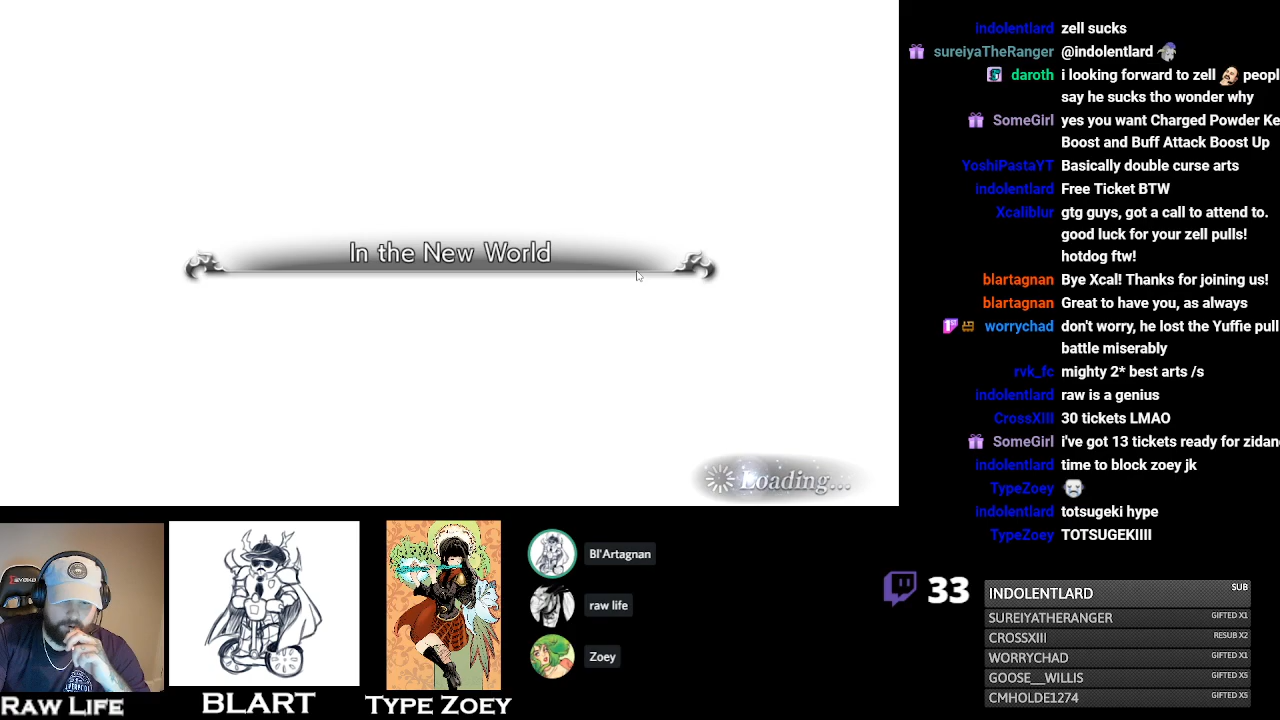 In the New World
Loading...
indolentlard zell sucks
sureiyaTheRanger @indolentlard
daroth i looking forward to zell peopl
say he sucks tho wonder why
SomeGirl yes you want Charged Powder Ke
Boost and Buff Attack Boost Up
YoshiPastaYT Basically double curse arts
indolentlard Free Ticket BTW
Xcaliblur gtg guys, got a call to attend to.
good luck for your zell pulls!
hotdog ftw!
blartagnan Bye Xcal! Thanks for joining us!
blartagnan Great to have you, as always
worrychad don't worry, he lost the Yuffie pull
battle miserably
rvk_fc mighty 2* best arts /s
indolentlard raw is a genius
CrossXIII 30 tickets LMAO
SomeGirl i've got 13 tickets ready for zidan
indolentlard time to block zoey jk
TypeZoey
indolentlard totsugeki hype
TypeZoey TOTSUGEKIIII
Bl'Artagnan
raw life
Zoey
Raw Life
BLART
Type Zoey
33
INDOLENTLARD SUB
SUREIYATHERANGER GIFTED X1
CROSSXIII RESUB X2
WORRYCHAD GIFTED X1
GOOSE__WILLIS GIFTED X5
CMHOLDE1274 GIFTED X5